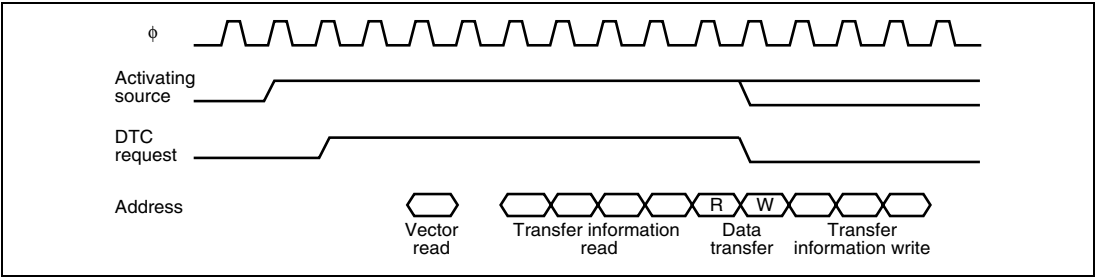 ϕ
Activating
source
DTC
request
Address
R W
Vector
read
Transfer information
read
Data
transfer
Transfer
information write